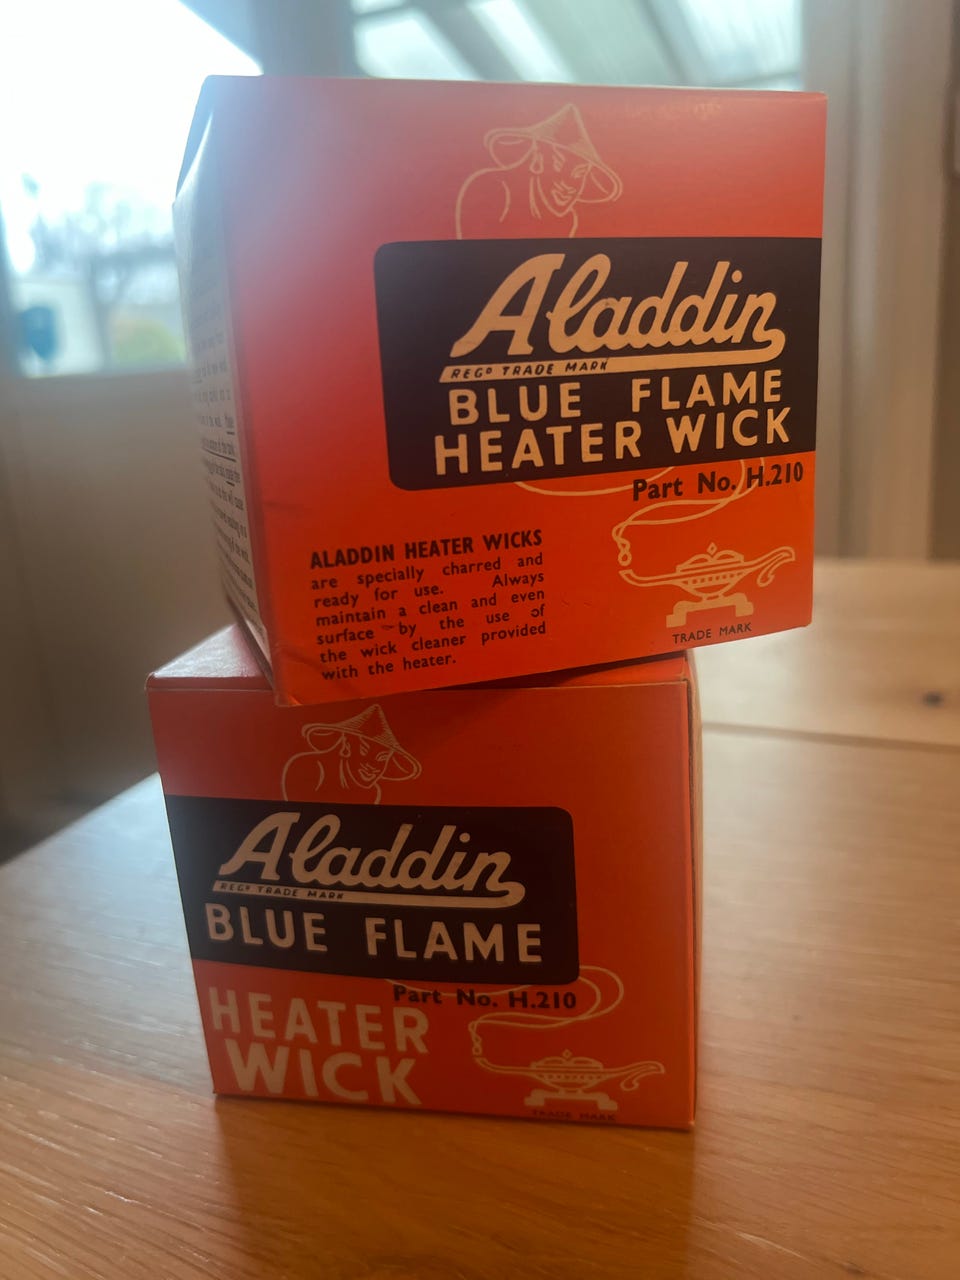 Aladdin
REGD TRADE MARK
BLUE FLAME
HEATER WICK
Part No. H.210
ALADDIN HEATER WICKS
are specially charred and
ready for use. Always
maintain a clean and even
surface by the use of
the wick cleaner provided
with the heater.
TRADE MARK
Aladdin
REGD TRADE MARK
BLUE FLAME
Part No. H.210
HEATER
WICK
TRADE MARK